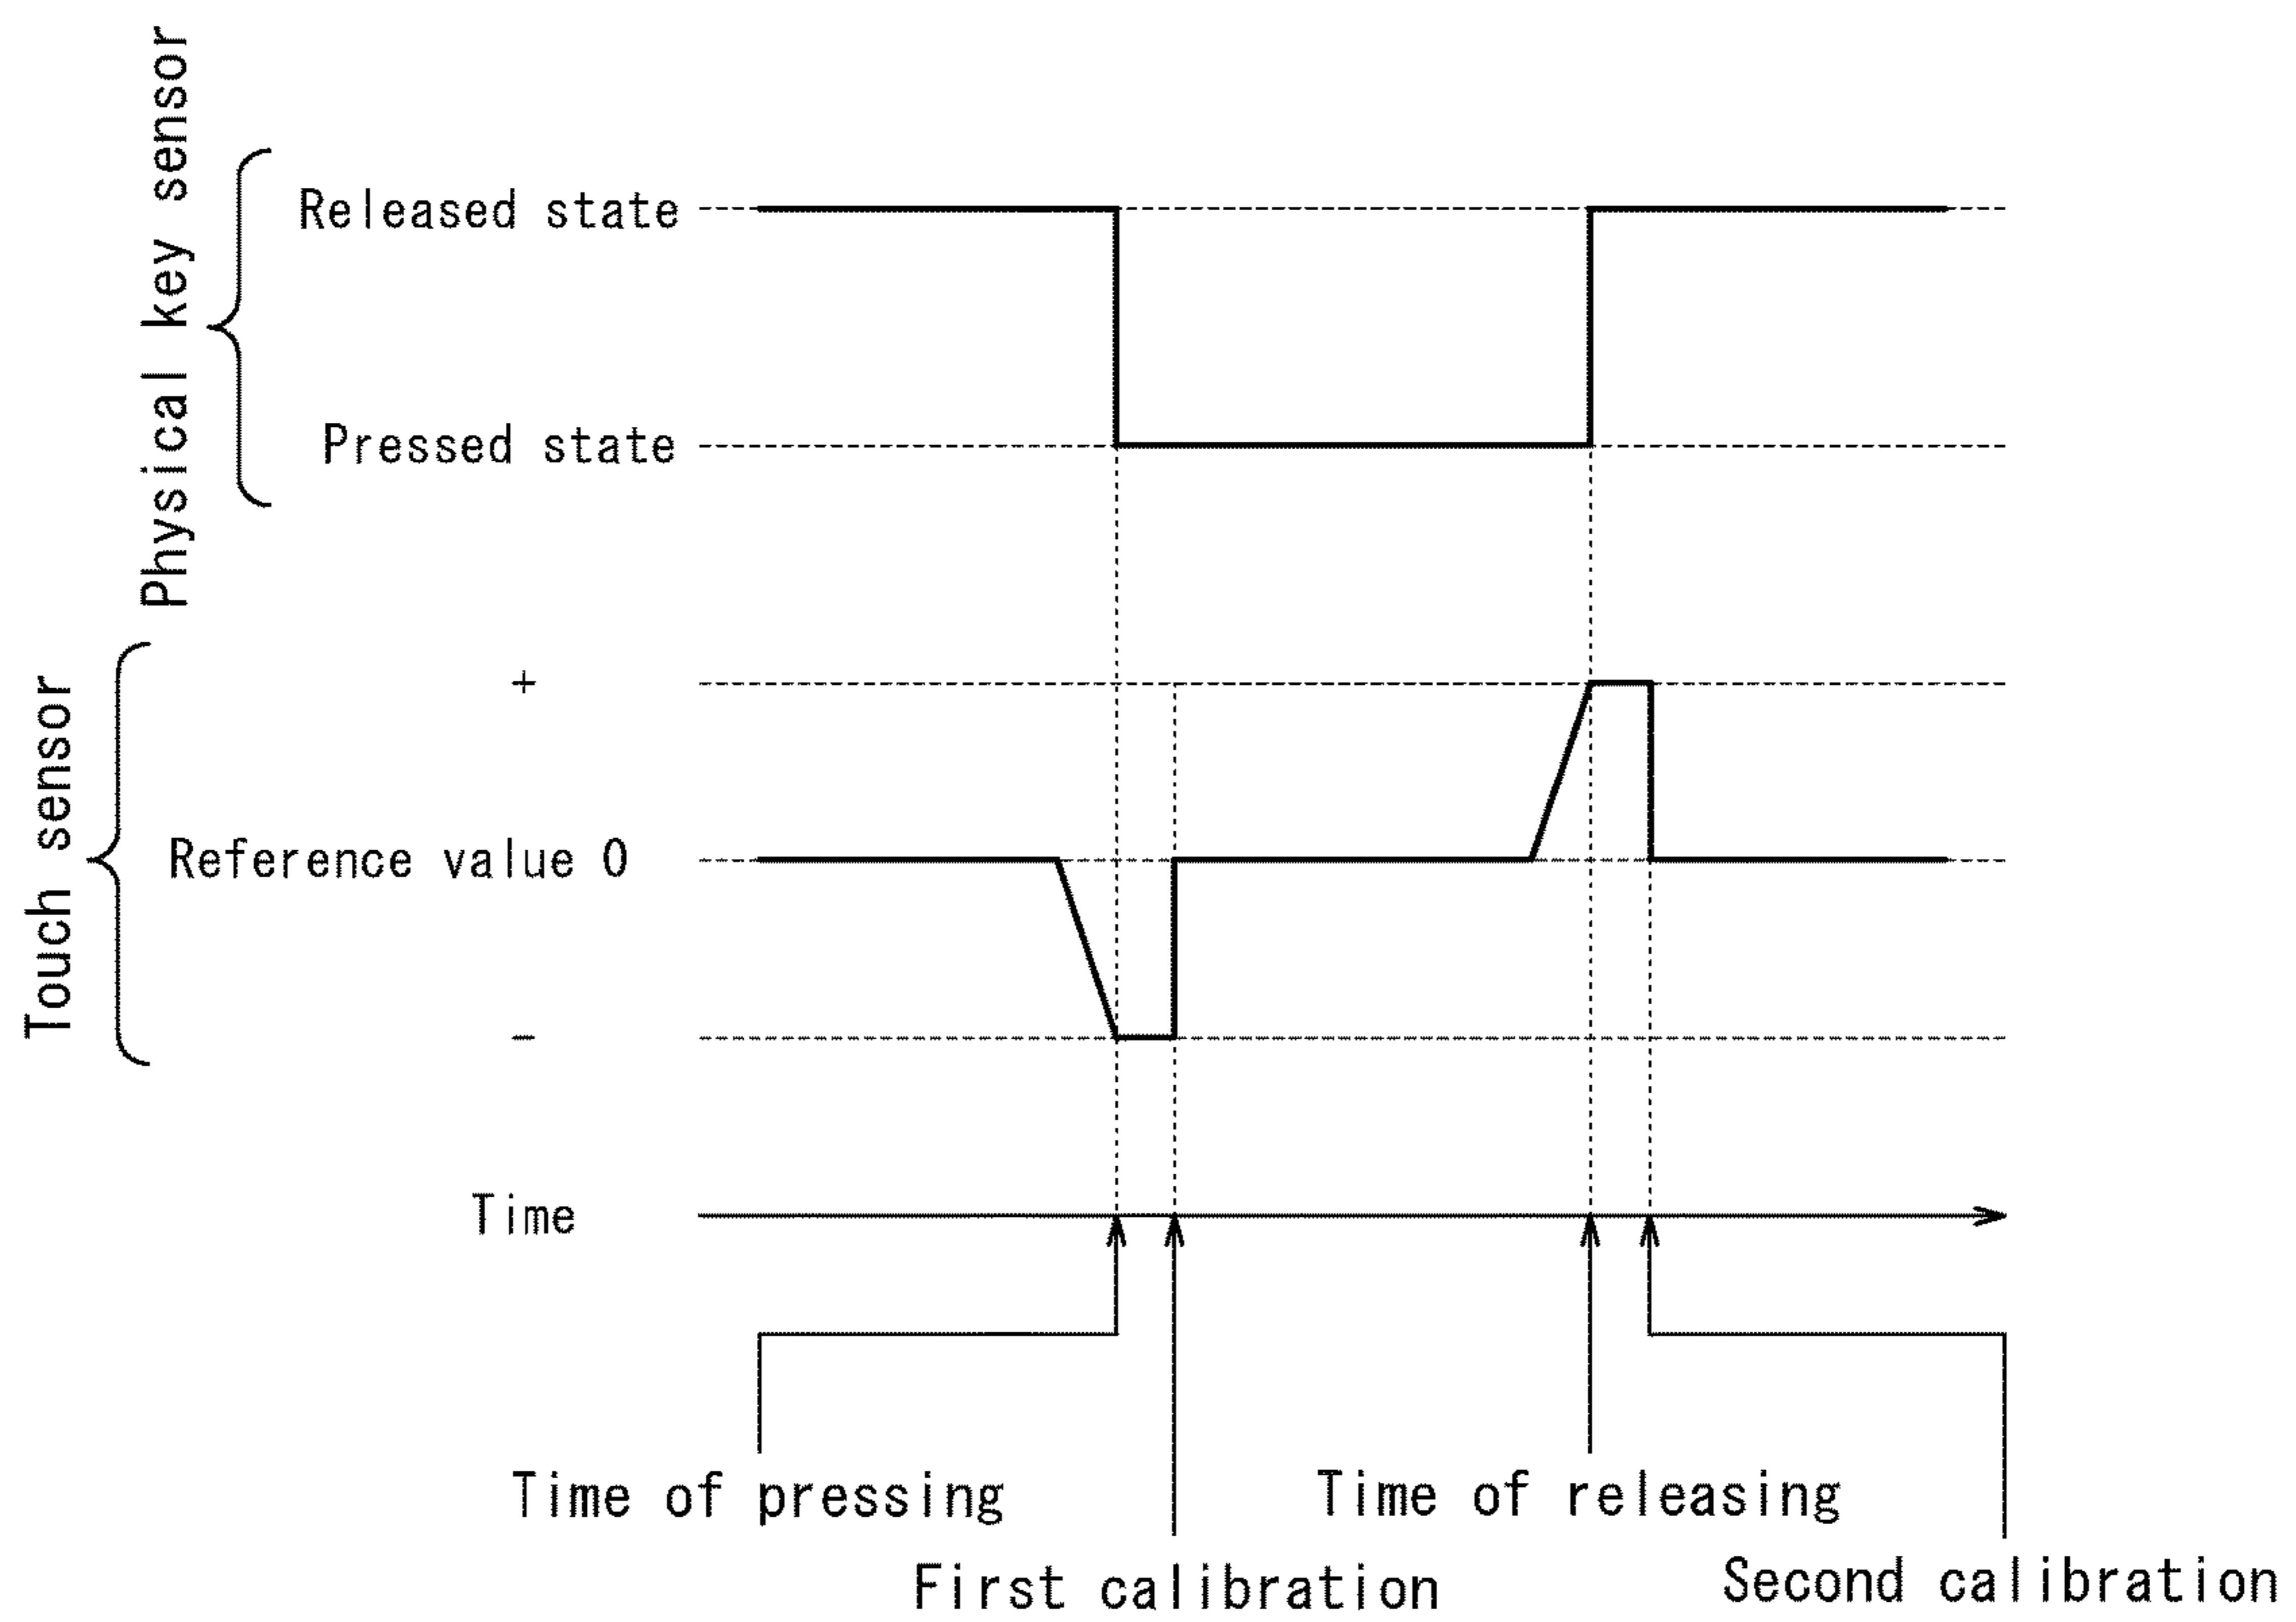 Physical key sensor
Released state
Pressed state
Touch sensor
+
Reference value 0
−
Time
Time of pressing
Time of releasing
First calibration
Second calibration